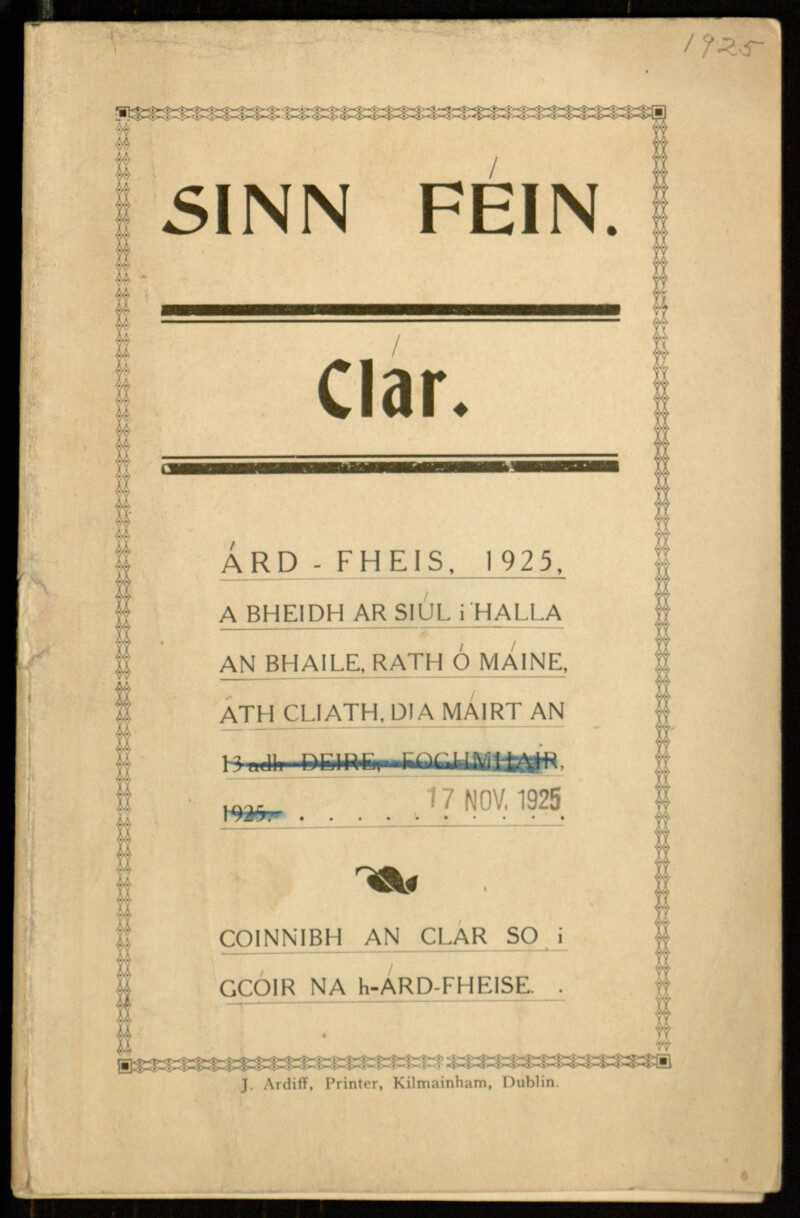 1925
SINN FÉIN.
Clár.
ÁRD - FHEIS, 1925,
A BHEIDH AR SIÚL i HALLA
AN BHAILE, RATH Ó MÁINE,
ÁTH CLIATH, DIA MÁIRT AN
13 adh DEIRE, FOGHMHAIR,
1925. . . . . . . . . . .
17 NOV. 1925
COINNIBH AN CLÁR SO i
GCÓIR NA h-ÁRD-FHEISE. .
J. Ardiff, Printer, Kilmainham, Dublin.